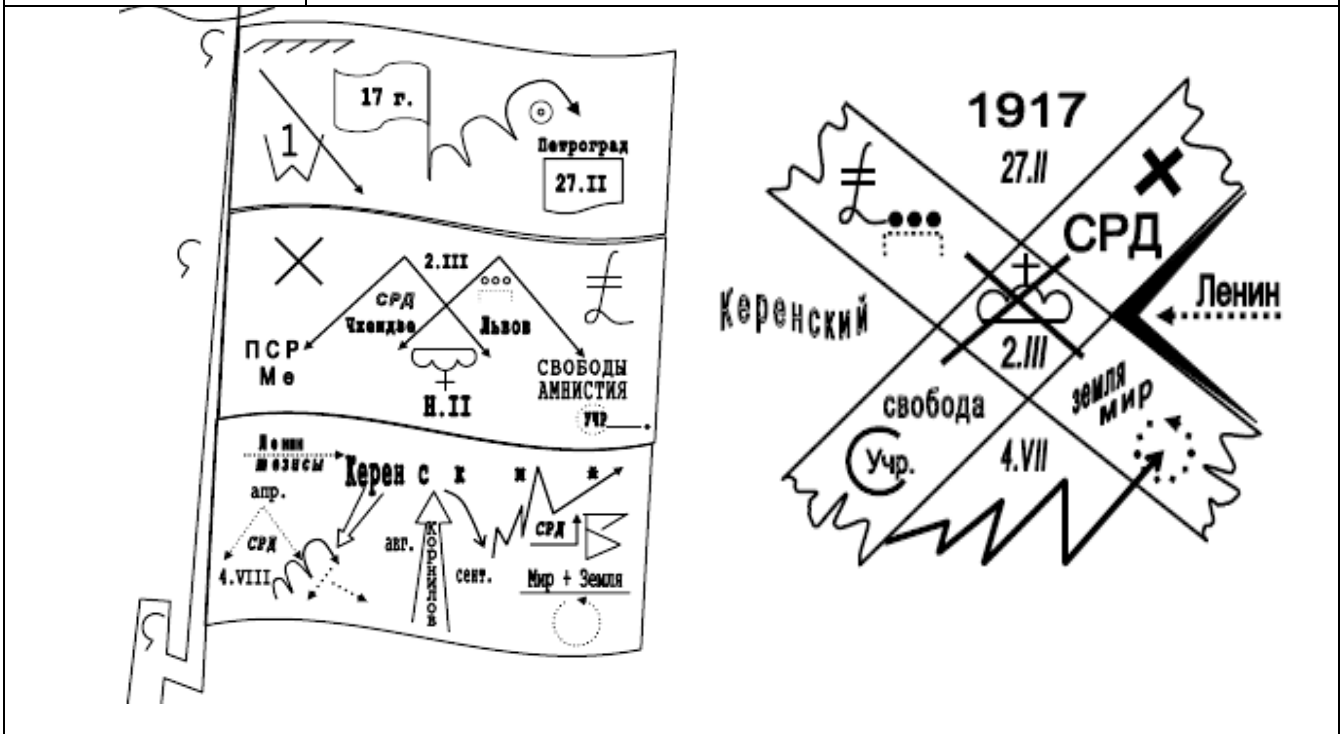 17 г.
1
Петроград
27.II
2.III
СРД
Чхеидзе
Львов
ПСР
Ме
Н.II
СВОБОДЫ
АМНИСТИЯ
УЧР
Ленин
тезисы
Керенск и й
апр.
СРД
4.VIII
авг.
КОРНИЛОВ
сент.
СРД
Мир + Земля
1917
27.II
СРД
Керенский
Ленин
2.III
свобода
земля
мир
Учр.
4.VII